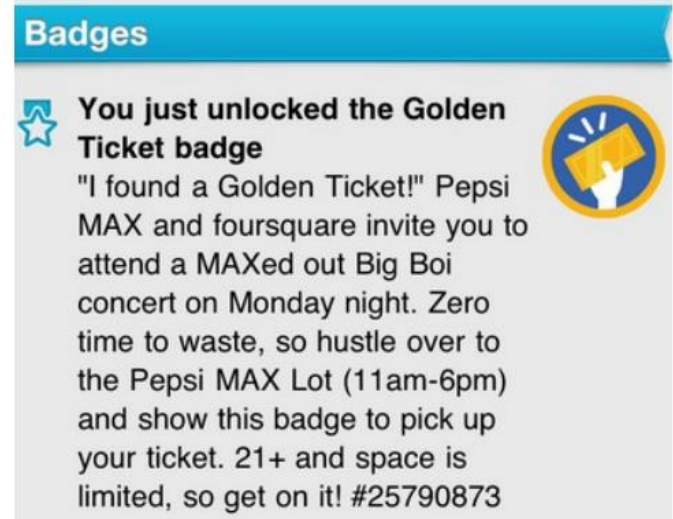 Badges
You just unlocked the Golden
Ticket badge
"I found a Golden Ticket!" Pepsi
MAX and foursquare invite you to
attend a MAXed out Big Boi
concert on Monday night. Zero
time to waste, so hustle over to
the Pepsi MAX Lot (11am-6pm)
and show this badge to pick up
your ticket. 21+ and space is
limited, so get on it! #25790873